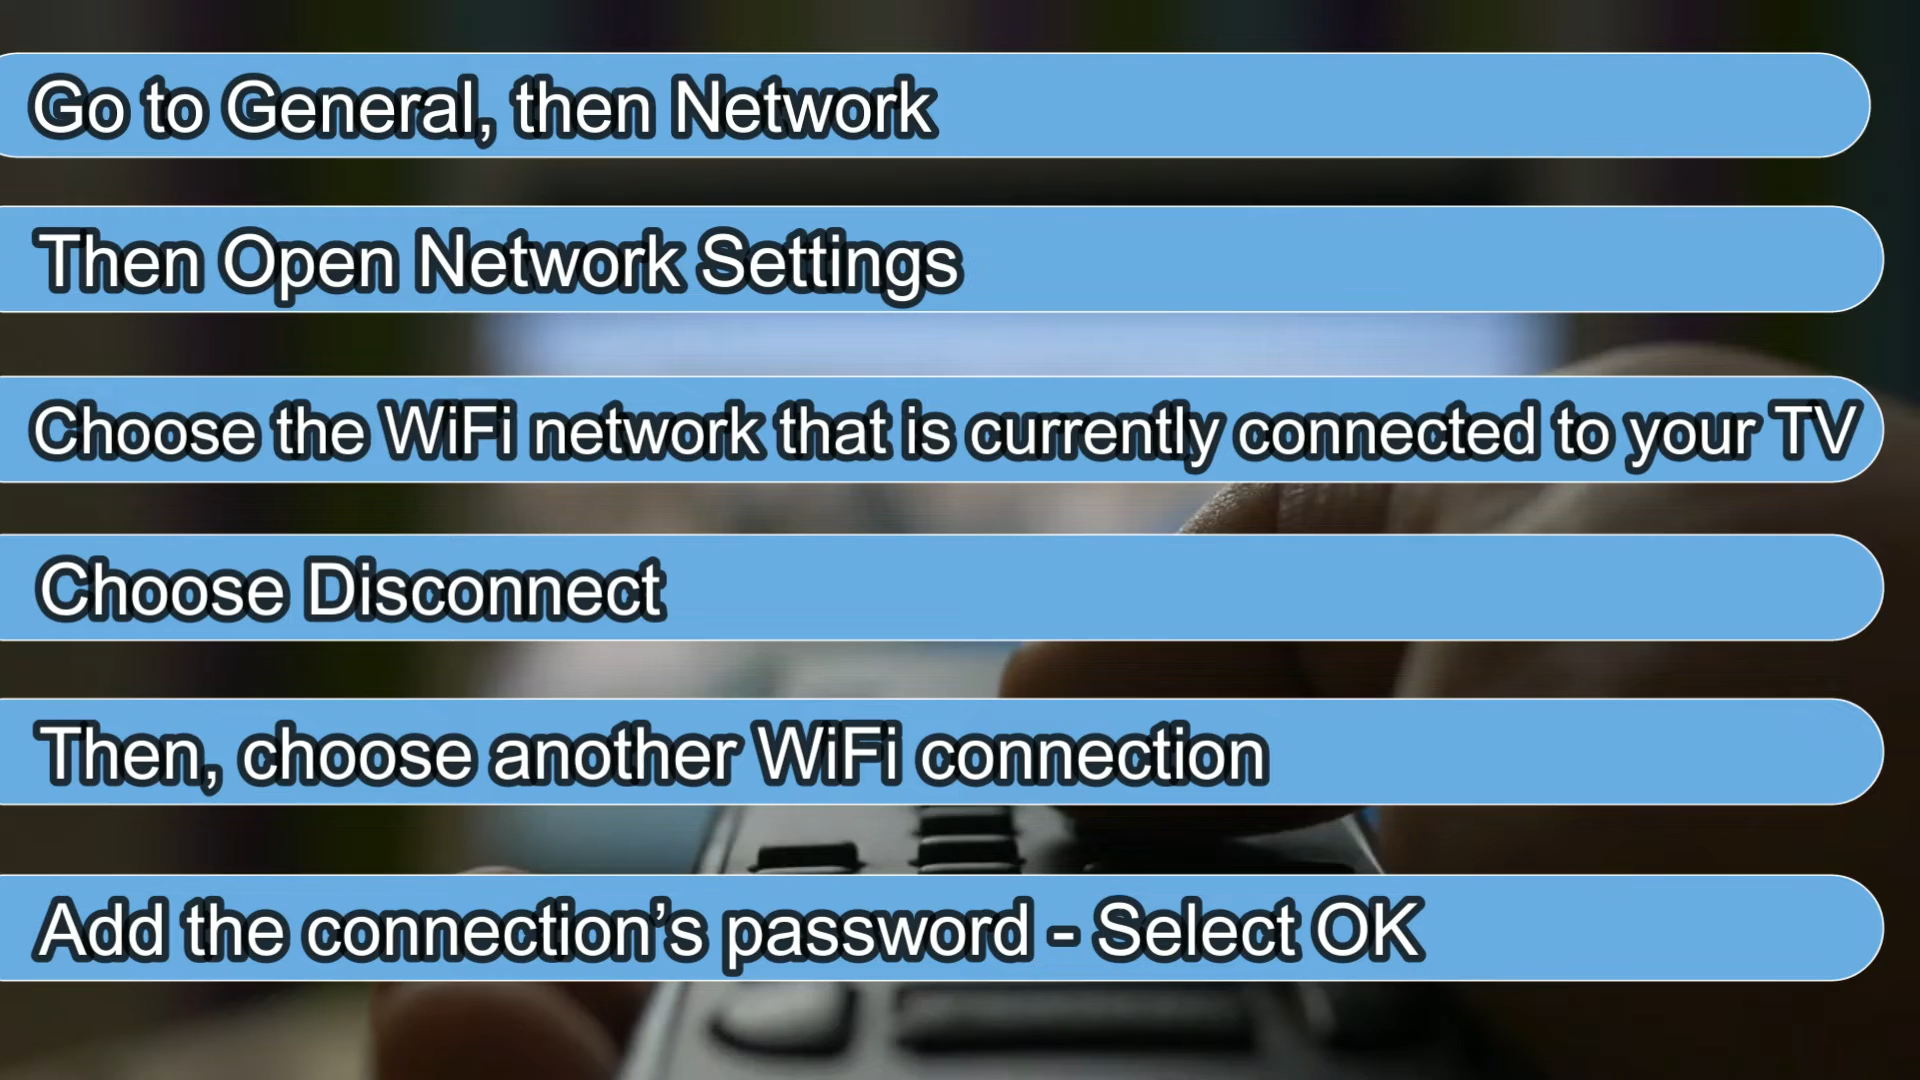 Go to General, then Network
Then Open Network Settings
Choose the WiFi network that is currently connected to your TV
Choose Disconnect
Then, choose another WiFi connection
Add the connection’s password - Select OK